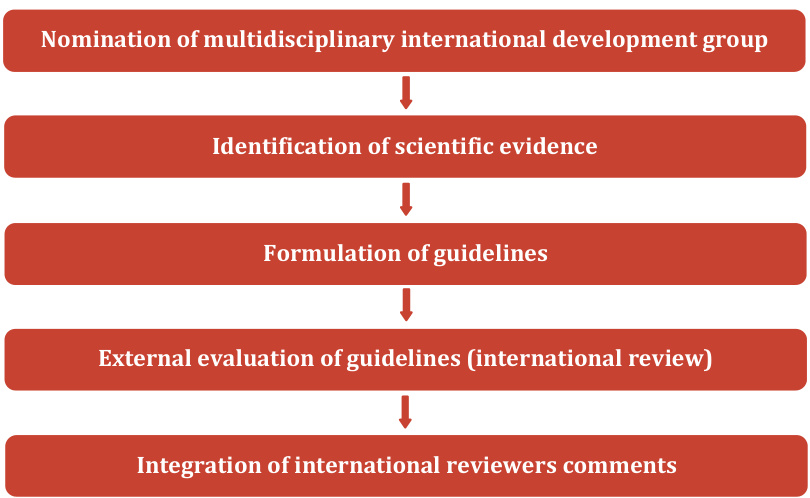 Nomination of multidisciplinary international development group
Identification of scientific evidence
Formulation of guidelines
External evaluation of guidelines (international review)
Integration of international reviewers comments